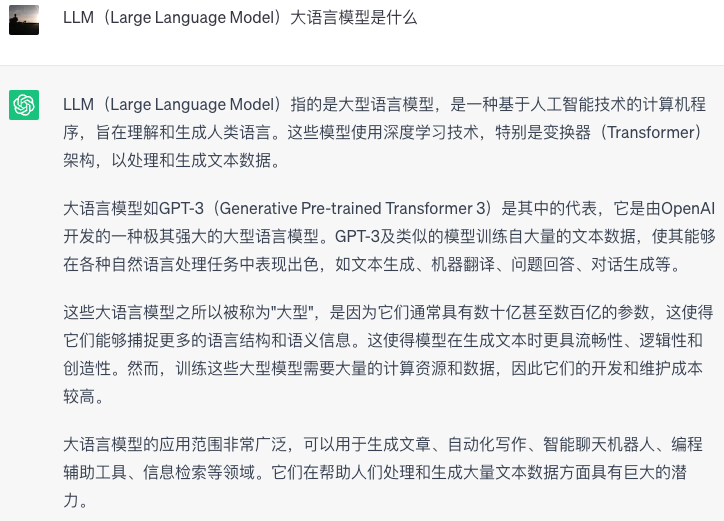 LLM（Large Language Model）大语言模型是什么
LLM（Large Language Model）指的是大型语言模型，是一种基于人工智能技术的计算机程
序，旨在理解和生成人类语言。这些模型使用深度学习技术，特别是变换器（Transformer）
架构，以处理和生成文本数据。
大语言模型如GPT-3（Generative Pre-trained Transformer 3）是其中的代表，它是由OpenAI
开发的一种极其强大的大型语言模型。GPT-3及类似的模型训练自大量的文本数据，使其能够
在各种自然语言处理任务中表现出色，如文本生成、机器翻译、问题回答、对话生成等。
这些大语言模型之所以被称为"大型"，是因为它们通常具有数十亿甚至数百亿的参数，这使得
它们能够捕捉更多的语言结构和语义信息。这使得模型在生成文本时更具流畅性、逻辑性和
创造性。然而，训练这些大型模型需要大量的计算资源和数据，因此它们的开发和维护成本
较高。
大语言模型的应用范围非常广泛，可以用于生成文章、自动化写作、智能聊天机器人、编程
辅助工具、信息检索等领域。它们在帮助人们处理和生成大量文本数据方面具有巨大的潜
力。